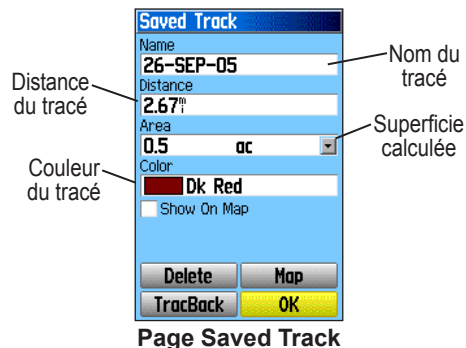 Saved Track
Name
26-SEP-05
Distance
2.67mi
Area
0.5 ac
Color
Dk Red
Show On Map
Delete Map
TracBack OK
Nom du
tracé
Distance
du tracé
Superficie
calculée
Couleur
du tracé
Page Saved Track